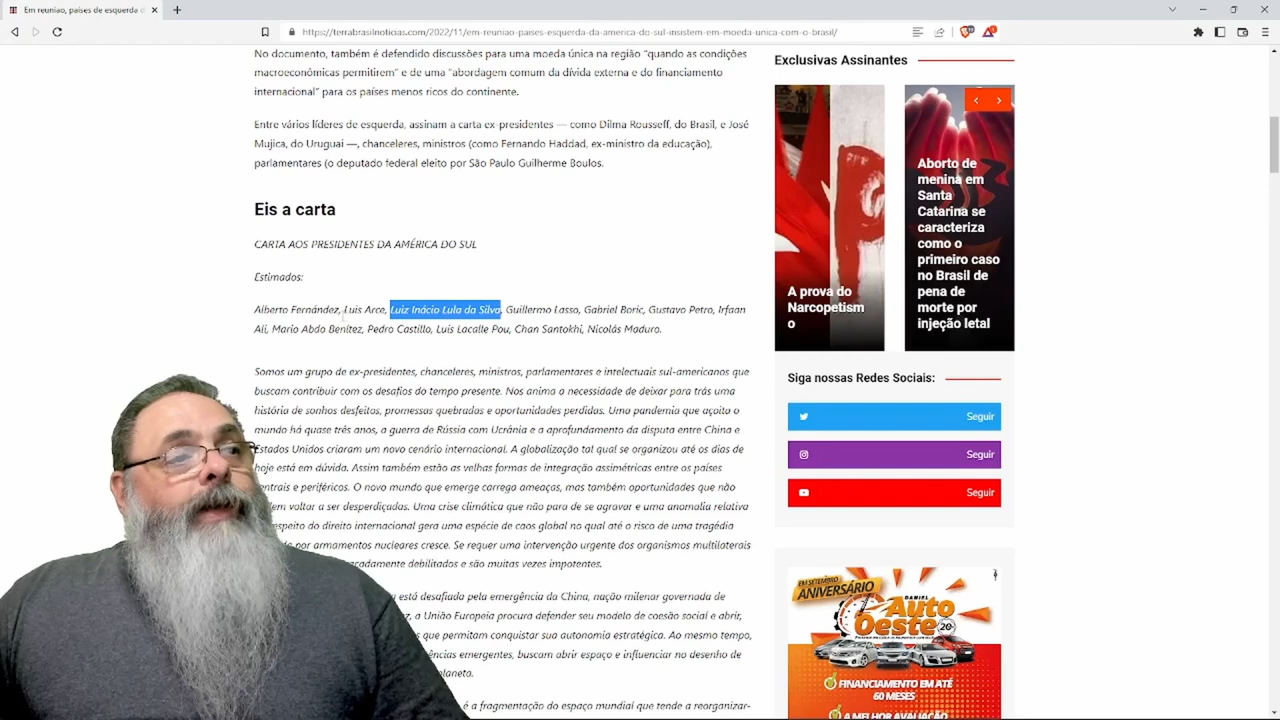 Em reunião, países de esquerda d
https://terrabrasilnoticias.com/2022/11/em-reuniao-paises-esquerda-da-america-do-sul-insistem-em-moeda-unica-com-o-brasil/
No documento, também é defendido discussões para uma moeda única na região “quando as condições
macroeconômicas permitirem” e de uma “abordagem comum da dívida externa e do financiamento
internacional” para os países menos ricos do continente.
Entre vários líderes de esquerda, assinam a carta ex-presidentes — como Dilma Rousseff, do Brasil, e José
Mujica, do Uruguai —, chanceleres, ministros (como Fernando Haddad, ex-ministro da educação),
parlamentares (o deputado federal eleito por São Paulo Guilherme Boulos.
Eis a carta
CARTA AOS PRESIDENTES DA AMÉRICA DO SUL
Estimados:
Alberto Fernández, Luis Arce, Luiz Inácio Lula da Silva, Guillermo Lasso, Gabriel Boric, Gustavo Petro, Irfaan
Ali, Mario Abdo Benítez, Pedro Castillo, Luis Lacalle Pou, Chan Santokhi, Nicolás Maduro.
Somos um grupo de ex-presidentes, chanceleres, ministros, parlamentares e intelectuais sul-americanos que
buscam contribuir com os desafios do tempo presente. Nos anima a necessidade de deixar para trás uma
história de sonhos desfeitos, promessas quebradas e oportunidades perdidas. Uma pandemia que açoita o
mundo há quase três anos, a guerra de Rússia com Ucrânia e a aprofundamento da disputa entre China e
Estados Unidos criaram um novo cenário internacional. A globalização tal qual se organizou até os dias de
hoje está em dúvida. Assim também estão as velhas formas de integração assimétricas entre os países
centrais e periféricos. O novo mundo que emerge carrega ameaças, mas também oportunidades que não
voltar a ser desperdiçadas. Uma crise climática que não para de se agravar e uma anomalia relativa
respeito do direito internacional gera uma espécie de caos global no qual até o risco de uma tragédia
por armamentos nucleares cresce. Se requer uma intervenção urgente dos organismos multilaterais
debilitados e são muitas vezes impotentes.
está desafiada pela emergência da China, nação milenar governada de
a União Europeia procura defender seu modelo de coesão social e abrir,
que permitam conquistar sua autonomia estratégica. Ao mesmo tempo,
emergentes, buscam abrir espaço e influenciar no desenho de
é a fragmentação do espaço mundial que tende a reorganizar-
Exclusivas Assinantes
A prova do
Narcopetism
o
Aborto de
menina em
Santa
Catarina se
caracteriza
como o
primeiro caso
no Brasil de
pena de
morte por
injeção letal
Siga nossas Redes Sociais:
Seguir
Seguir
Seguir
EM SETEMBRO
ANIVERSÁRIO
DANIEL
Auto
Oeste
20
FINANCIAMENTO EM ATÉ
60 MESES
A MELHOR AVALIAÇÃO